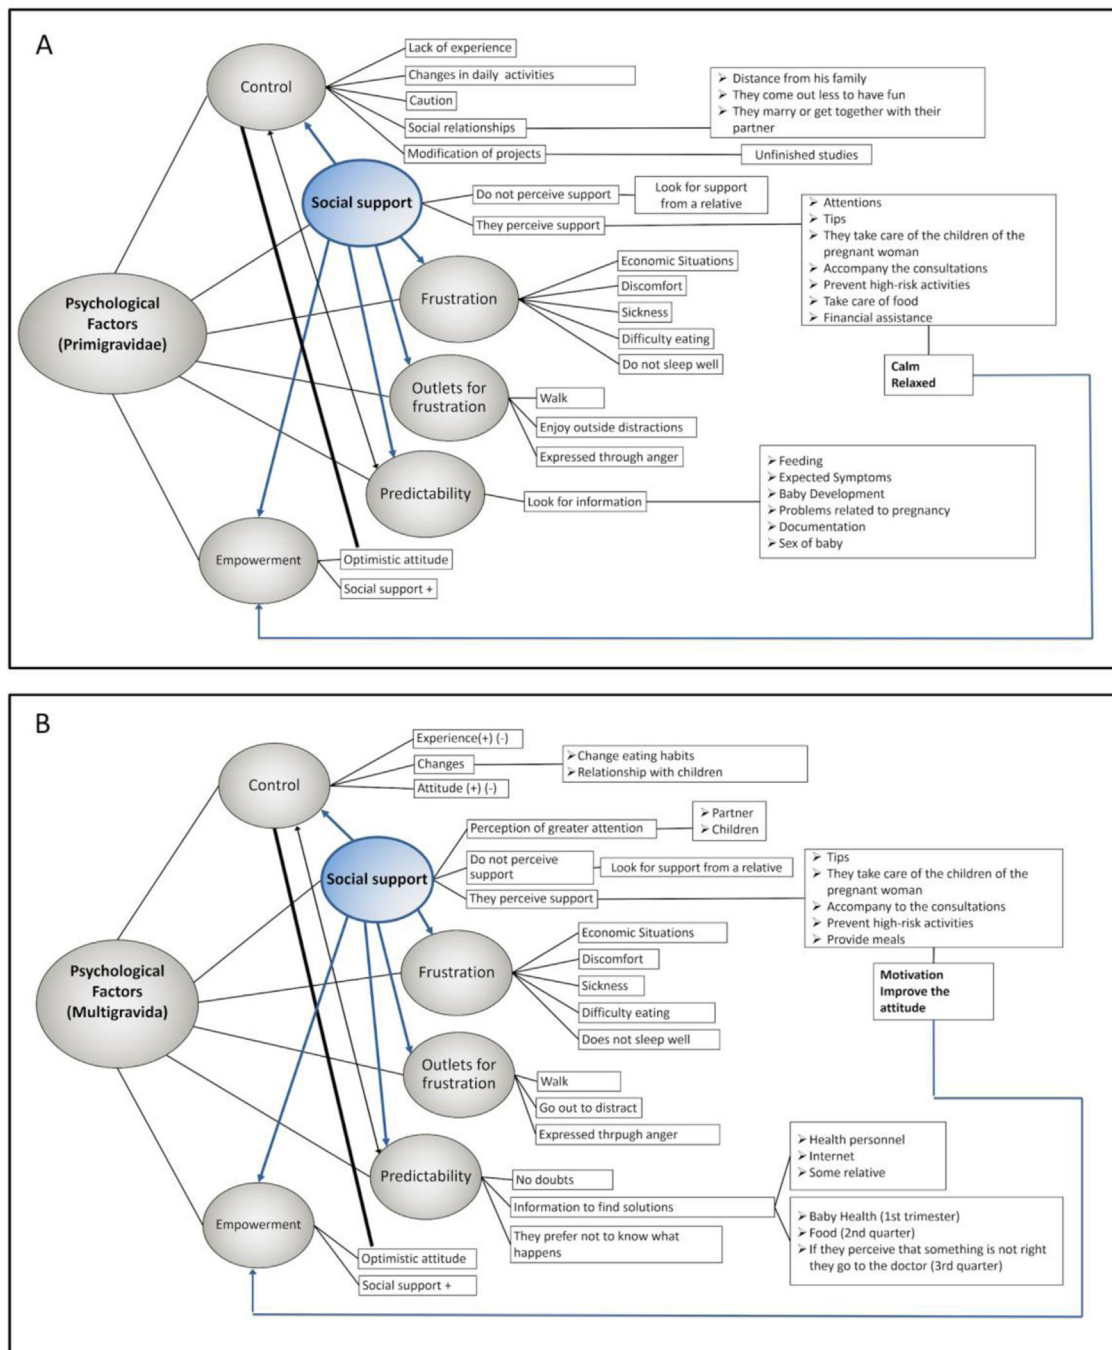 A
Control
Lack of experience
Changes in daily activities
Caution
Social relationships
Modification of projects
➤ Distance from his family
➤ They come out less to have fun
➤ They marry or get together with their
partner
Unfinished studies
Social support
Do not perceive support
They perceive support
Look for support
from a relative
➤ Attentions
➤ Tips
➤ They take care of the children of the
pregnant woman
➤ Accompany the consultations
➤ Prevent high-risk activities
➤ Take care of food
➤ Financial assistance
Calm
Relaxed
Psychological
Factors
(Primigravidae)
Frustration
Economic Situations
Discomfort
Sickness
Difficulty eating
Do not sleep well
Outlets for
frustration
Walk
Enjoy outside distractions
Expressed through anger
Predictability
Look for information
➤ Feeding
➤ Expected Symptoms
➤ Baby Development
➤ Problems related to pregnancy
➤ Documentation
➤ Sex of baby
Empowerment
Optimistic attitude
Social support +
B
Control
Experience(+) (-)
Changes
Attitude (+) (-)
➤ Change eating habits
➤ Relationship with children
Social support
Perception of greater attention
➤ Partner
➤ Children
Do not perceive
support
Look for support from a relative
They perceive support
➤ Tips
➤ They take care of the children of the
pregnant woman
➤ Accompany to the consultations
➤ Prevent high-risk activities
➤ Provide meals
Motivation
Improve the
attitude
Psychological
Factors
(Multigravida)
Frustration
Economic Situations
Discomfort
Sickness
Difficulty eating
Does not sleep well
Outlets for
frustration
Walk
Go out to distract
Expressed thrpugh anger
Predictability
No doubts
Information to find solutions
They prefer not to know what
happens
➤ Health personnel
➤ Internet
➤ Some relative
➤ Baby Health (1st trimester)
➤ Food (2nd quarter)
➤ If they perceive that something is not right
they go to the doctor (3rd quarter)
Empowerment
Optimistic attitude
Social support +